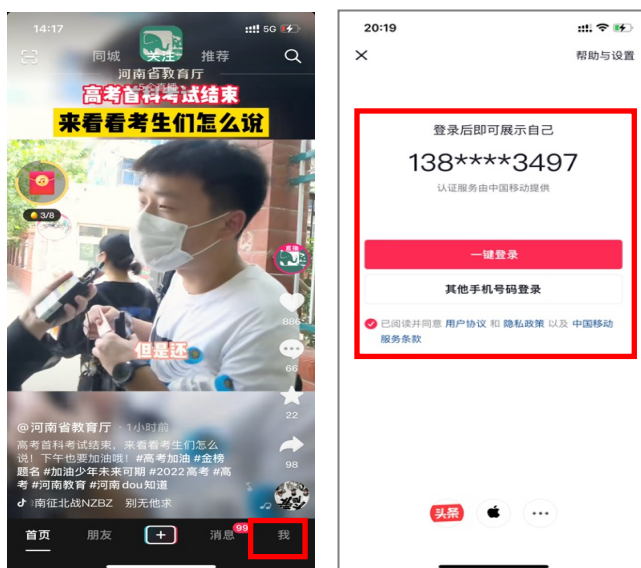 14:17
5G
同城
关注
推荐
河南省教育厅
高考首科考试结束
来看看考生们怎么说
3/8
直播
886
但是还
66
22
@河南省教育厅 · 1小时前
高考首科考试结束，来看看考生们怎么
说！下午也要加油哦！#高考加油 #金榜
题名 #加油少年未来可期 #2022高考 #高
考 #河南教育 #河南dou知道
98
南征北战NZBZ 别无他求
首页
朋友
消息
99
我
20:19
帮助与设置
登录后即可展示自己
138****3497
认证服务由中国移动提供
一键登录
其他手机号码登录
已阅读并同意 用户协议 和 隐私政策 以及 中国移动
服务条款
头条